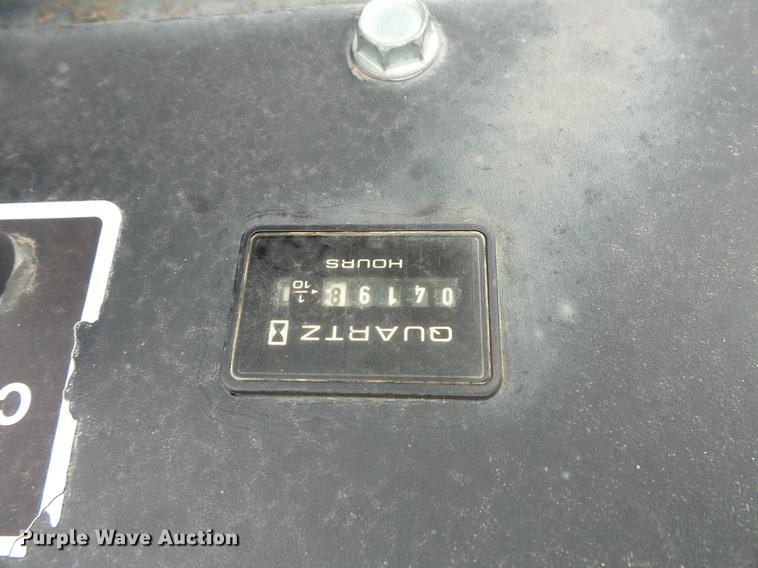 QUARTZ
04198 1/10
HOURS
C
Purple Wave Auction